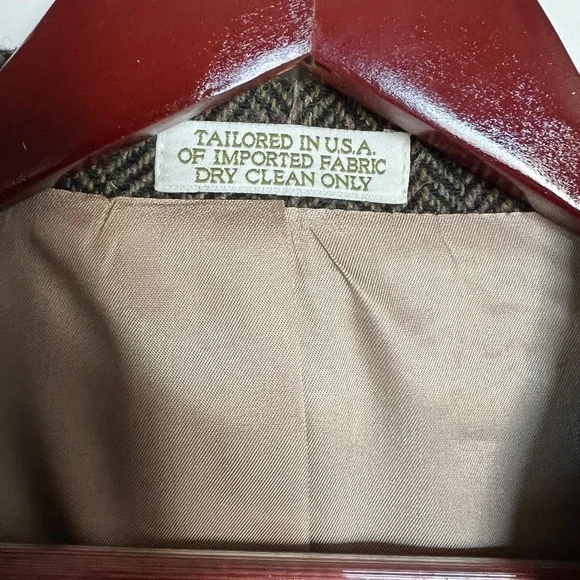 TAILORED IN U.S.A.
OF IMPORTED FABRIC
DRY CLEAN ONLY